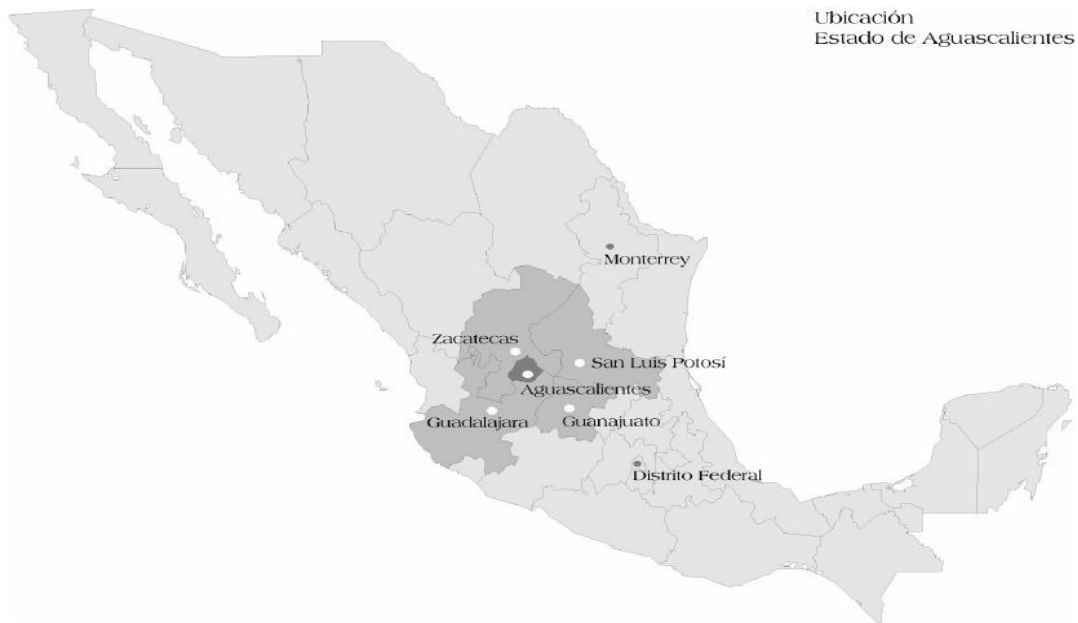 Ubicación
Estado de Aguascalientes
Monterrey
Zacatecas
San Luis Potosí
Aguascalientes
Guadalajara
Guanajuato
Distrito Federal